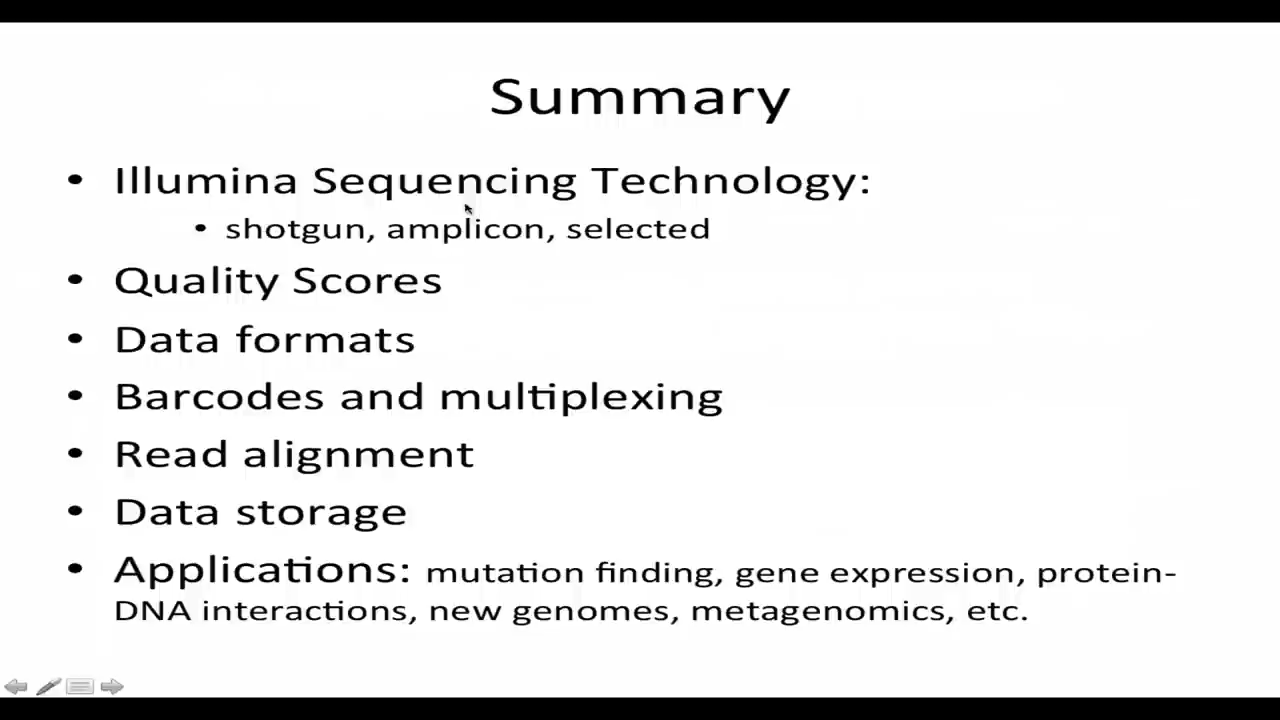 Summary
• Illumina Sequencing Technology:
• shotgun, amplicon, selected
• Quality Scores
• Data formats
• Barcodes and multiplexing
• Read alignment
• Data storage
• Applications: mutation finding, gene expression, protein-
DNA interactions, new genomes, metagenomics, etc.